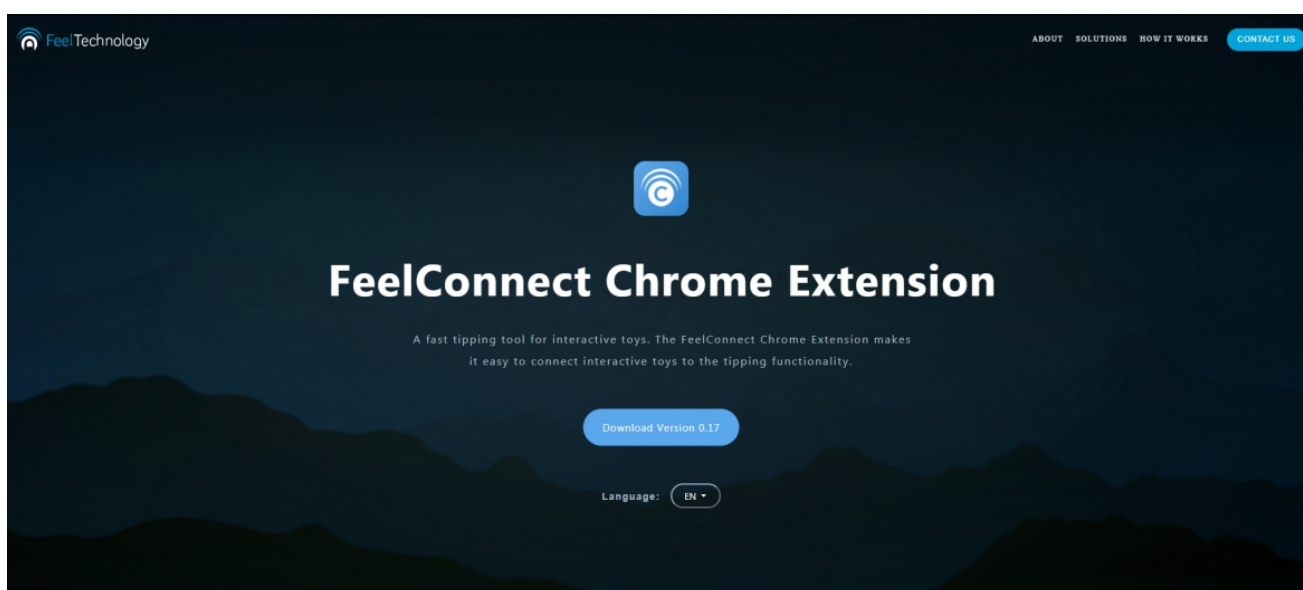 FeelTechnology
ABOUT SOLUTIONS HOW IT WORKS CONTACT US
C
FeelConnect Chrome Extension
A fast tipping tool for interactive toys. The FeelConnect Chrome Extension makes
it easy to connect interactive toys to the tipping functionality.
Download Version 0.17
Language: EN